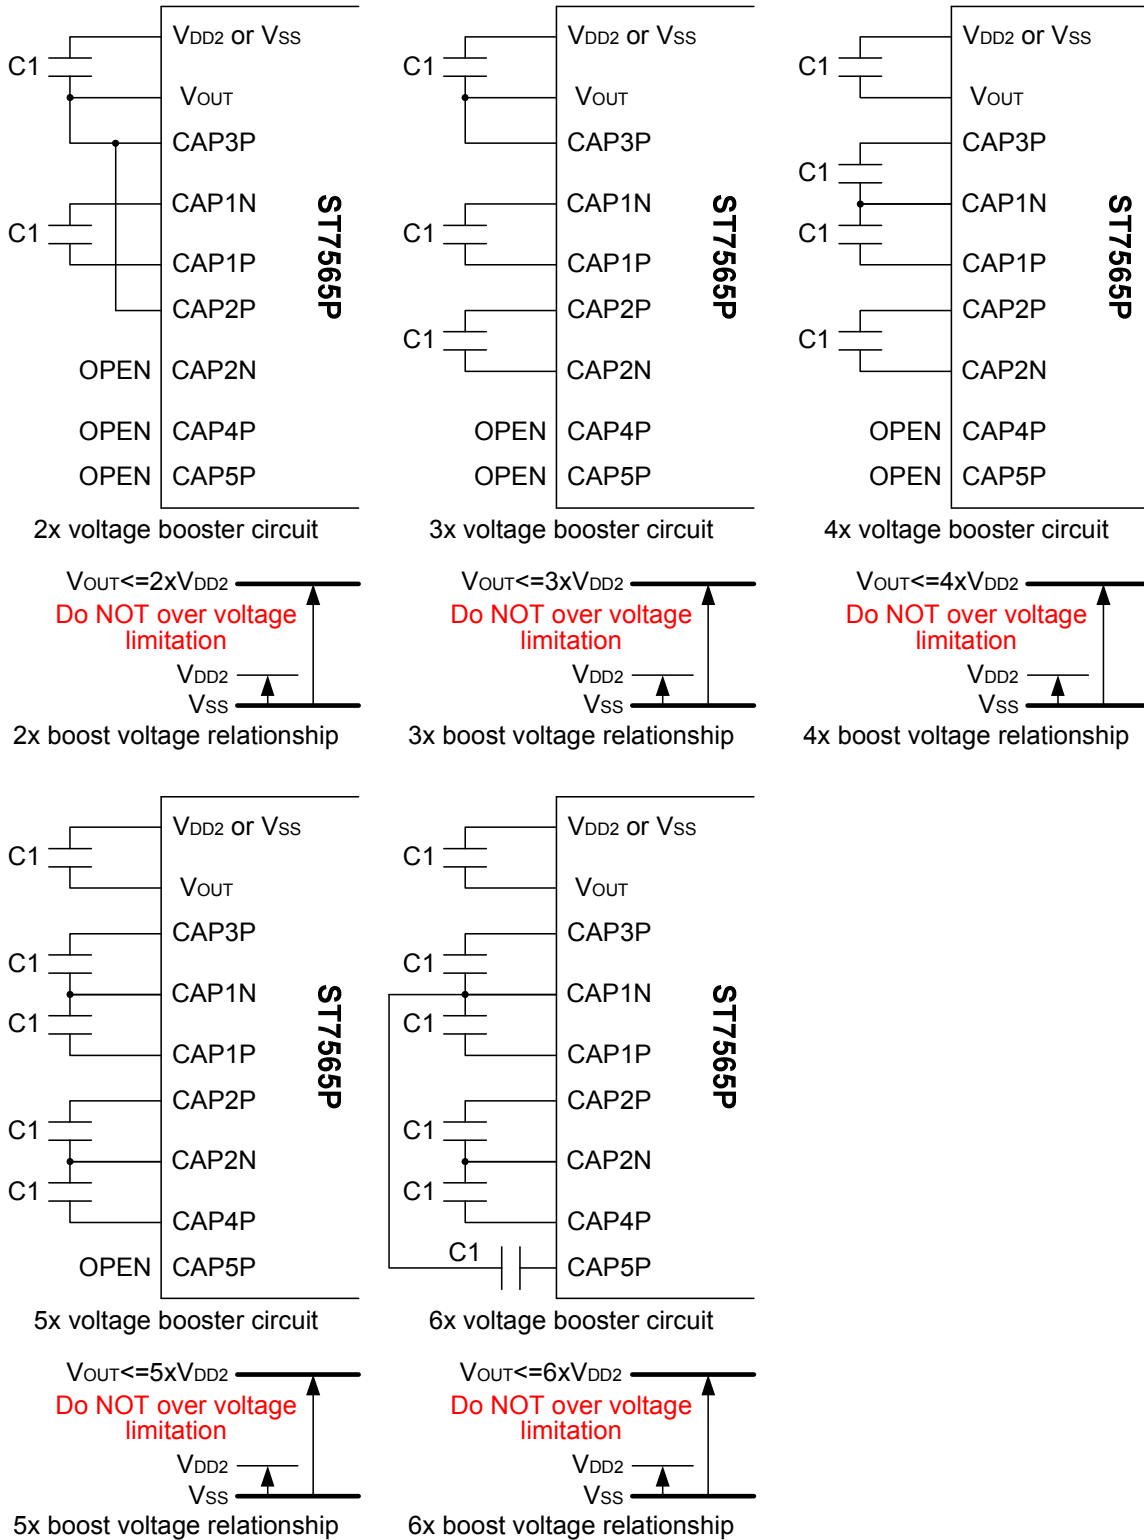 VDD2 or VSS
C1
VOUT
CAP3P
CAP1N
C1
CAP1P
CAP2P
OPEN CAP2N
OPEN CAP4P
OPEN CAP5P
ST7565P
2x voltage booster circuit
VOUT<=2xVDD2
Do NOT over voltage
limitation
VDD2
VSS
2x boost voltage relationship
VDD2 or VSS
C1
VOUT
CAP3P
CAP1N
C1
CAP1P
CAP2P
C1
CAP2N
OPEN CAP4P
OPEN CAP5P
ST7565P
3x voltage booster circuit
VOUT<=3xVDD2
Do NOT over voltage
limitation
VDD2
VSS
3x boost voltage relationship
VDD2 or VSS
C1
VOUT
CAP3P
C1
CAP1N
C1
CAP1P
CAP2P
C1
CAP2N
OPEN CAP4P
OPEN CAP5P
ST7565P
4x voltage booster circuit
VOUT<=4xVDD2
Do NOT over voltage
limitation
VDD2
VSS
4x boost voltage relationship
VDD2 or VSS
C1
VOUT
CAP3P
C1
CAP1N
C1
CAP1P
CAP2P
C1
CAP2N
C1
CAP4P
OPEN CAP5P
ST7565P
5x voltage booster circuit
VOUT<=5xVDD2
Do NOT over voltage
limitation
VDD2
VSS
5x boost voltage relationship
VDD2 or VSS
C1
VOUT
CAP3P
C1
CAP1N
C1
CAP1P
CAP2P
C1
CAP2N
C1
CAP4P
C1
CAP5P
ST7565P
6x voltage booster circuit
VOUT<=6xVDD2
Do NOT over voltage
limitation
VDD2
VSS
6x boost voltage relationship